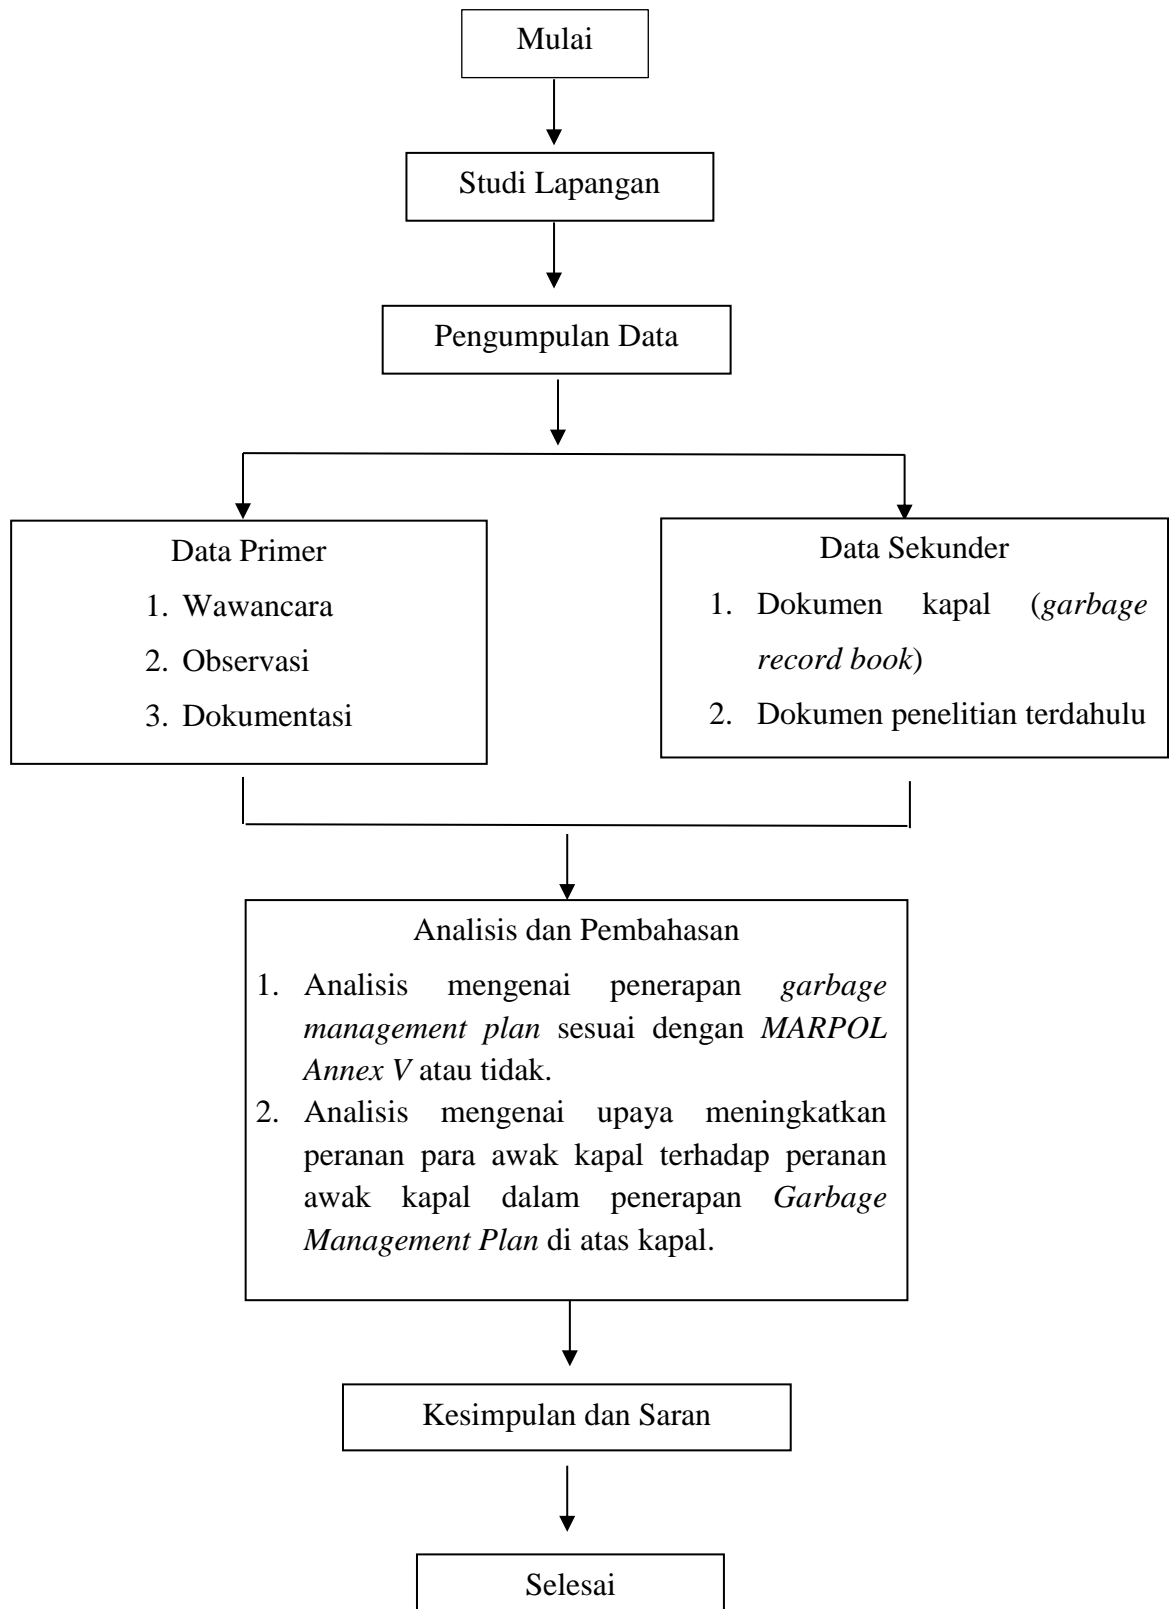 Mulai
Studi Lapangan
Pengumpulan Data
Data Primer
1. Wawancara
2. Observasi
3. Dokumentasi
Data Sekunder
1. Dokumen kapal (garbage
record book)
2. Dokumen penelitian terdahulu
Analisis dan Pembahasan
1. Analisis mengenai penerapan garbage
management plan sesuai dengan MARPOL
Annex V atau tidak.
2. Analisis mengenai upaya meningkatkan
peranan para awak kapal terhadap peranan
awak kapal dalam penerapan Garbage
Management Plan di atas kapal.
Kesimpulan dan Saran
Selesai